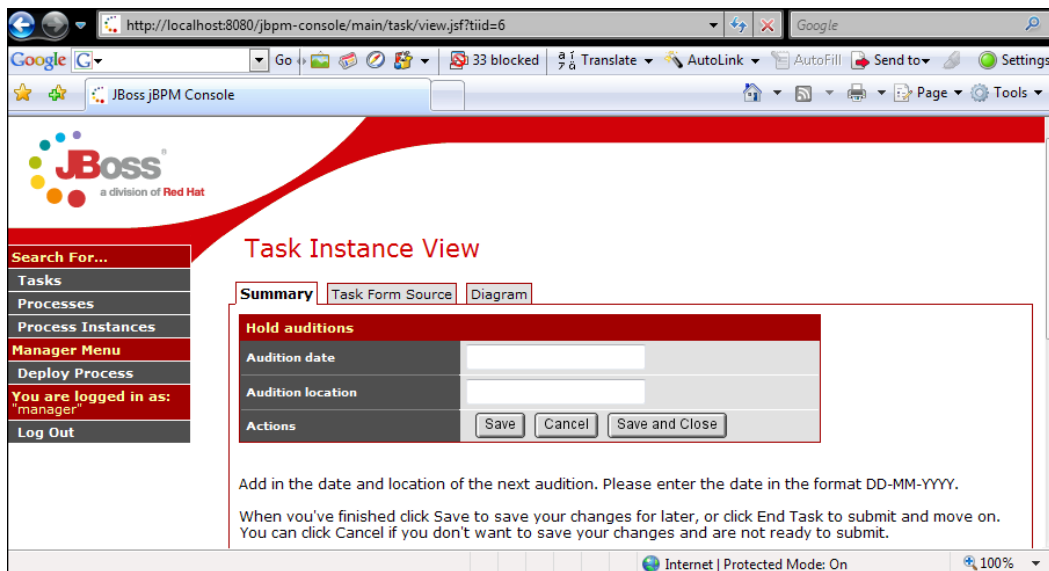 http://localhost:8080/jbpm-console/main/task/view.jsf?tiid=6 Google
Google G Go 33 blocked Translate AutoLink AutoFill Send to Settings
JBoss jBPM Console Page Tools
JBoss®
a division of Red Hat
Task Instance View
Search For...
Tasks
Processes
Process Instances
Manager Menu
Deploy Process
You are logged in as:
"manager"
Log Out
Summary Task Form Source Diagram
Hold auditions
Audition date
Audition location
Actions Save Cancel Save and Close
Add in the date and location of the next audition. Please enter the date in the format DD-MM-YYYY.
When you've finished click Save to save your changes for later, or click End Task to submit and move on.
You can click Cancel if you don't want to save your changes and are not ready to submit.
Internet | Protected Mode: On 100%